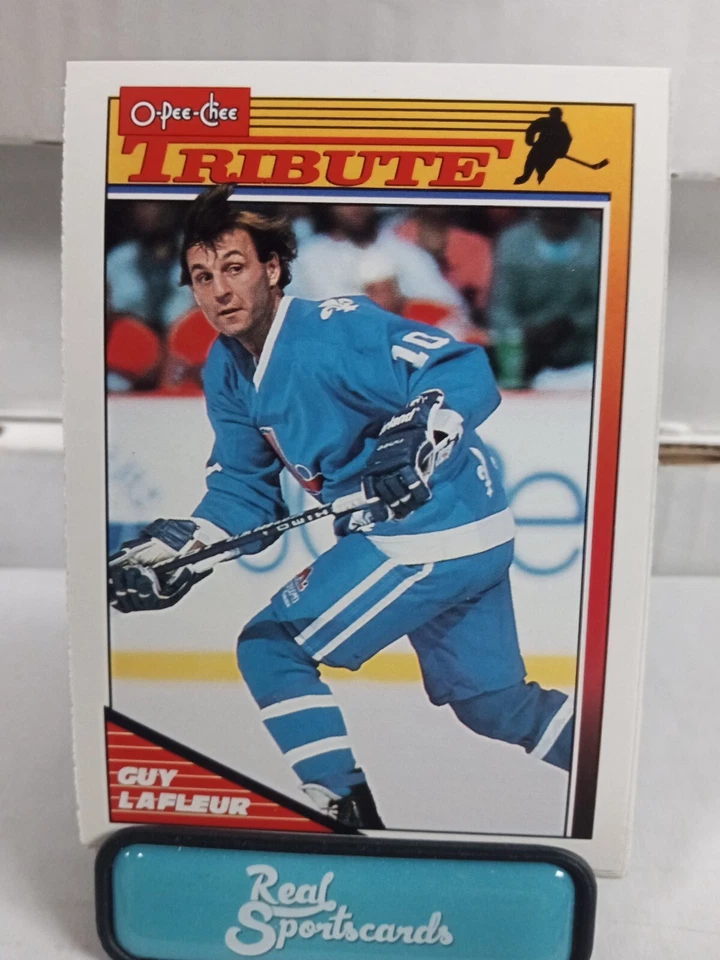 O-Pee-Chee
TRIBUTE
10
GUY
LAFLEUR
Real
Sportscards